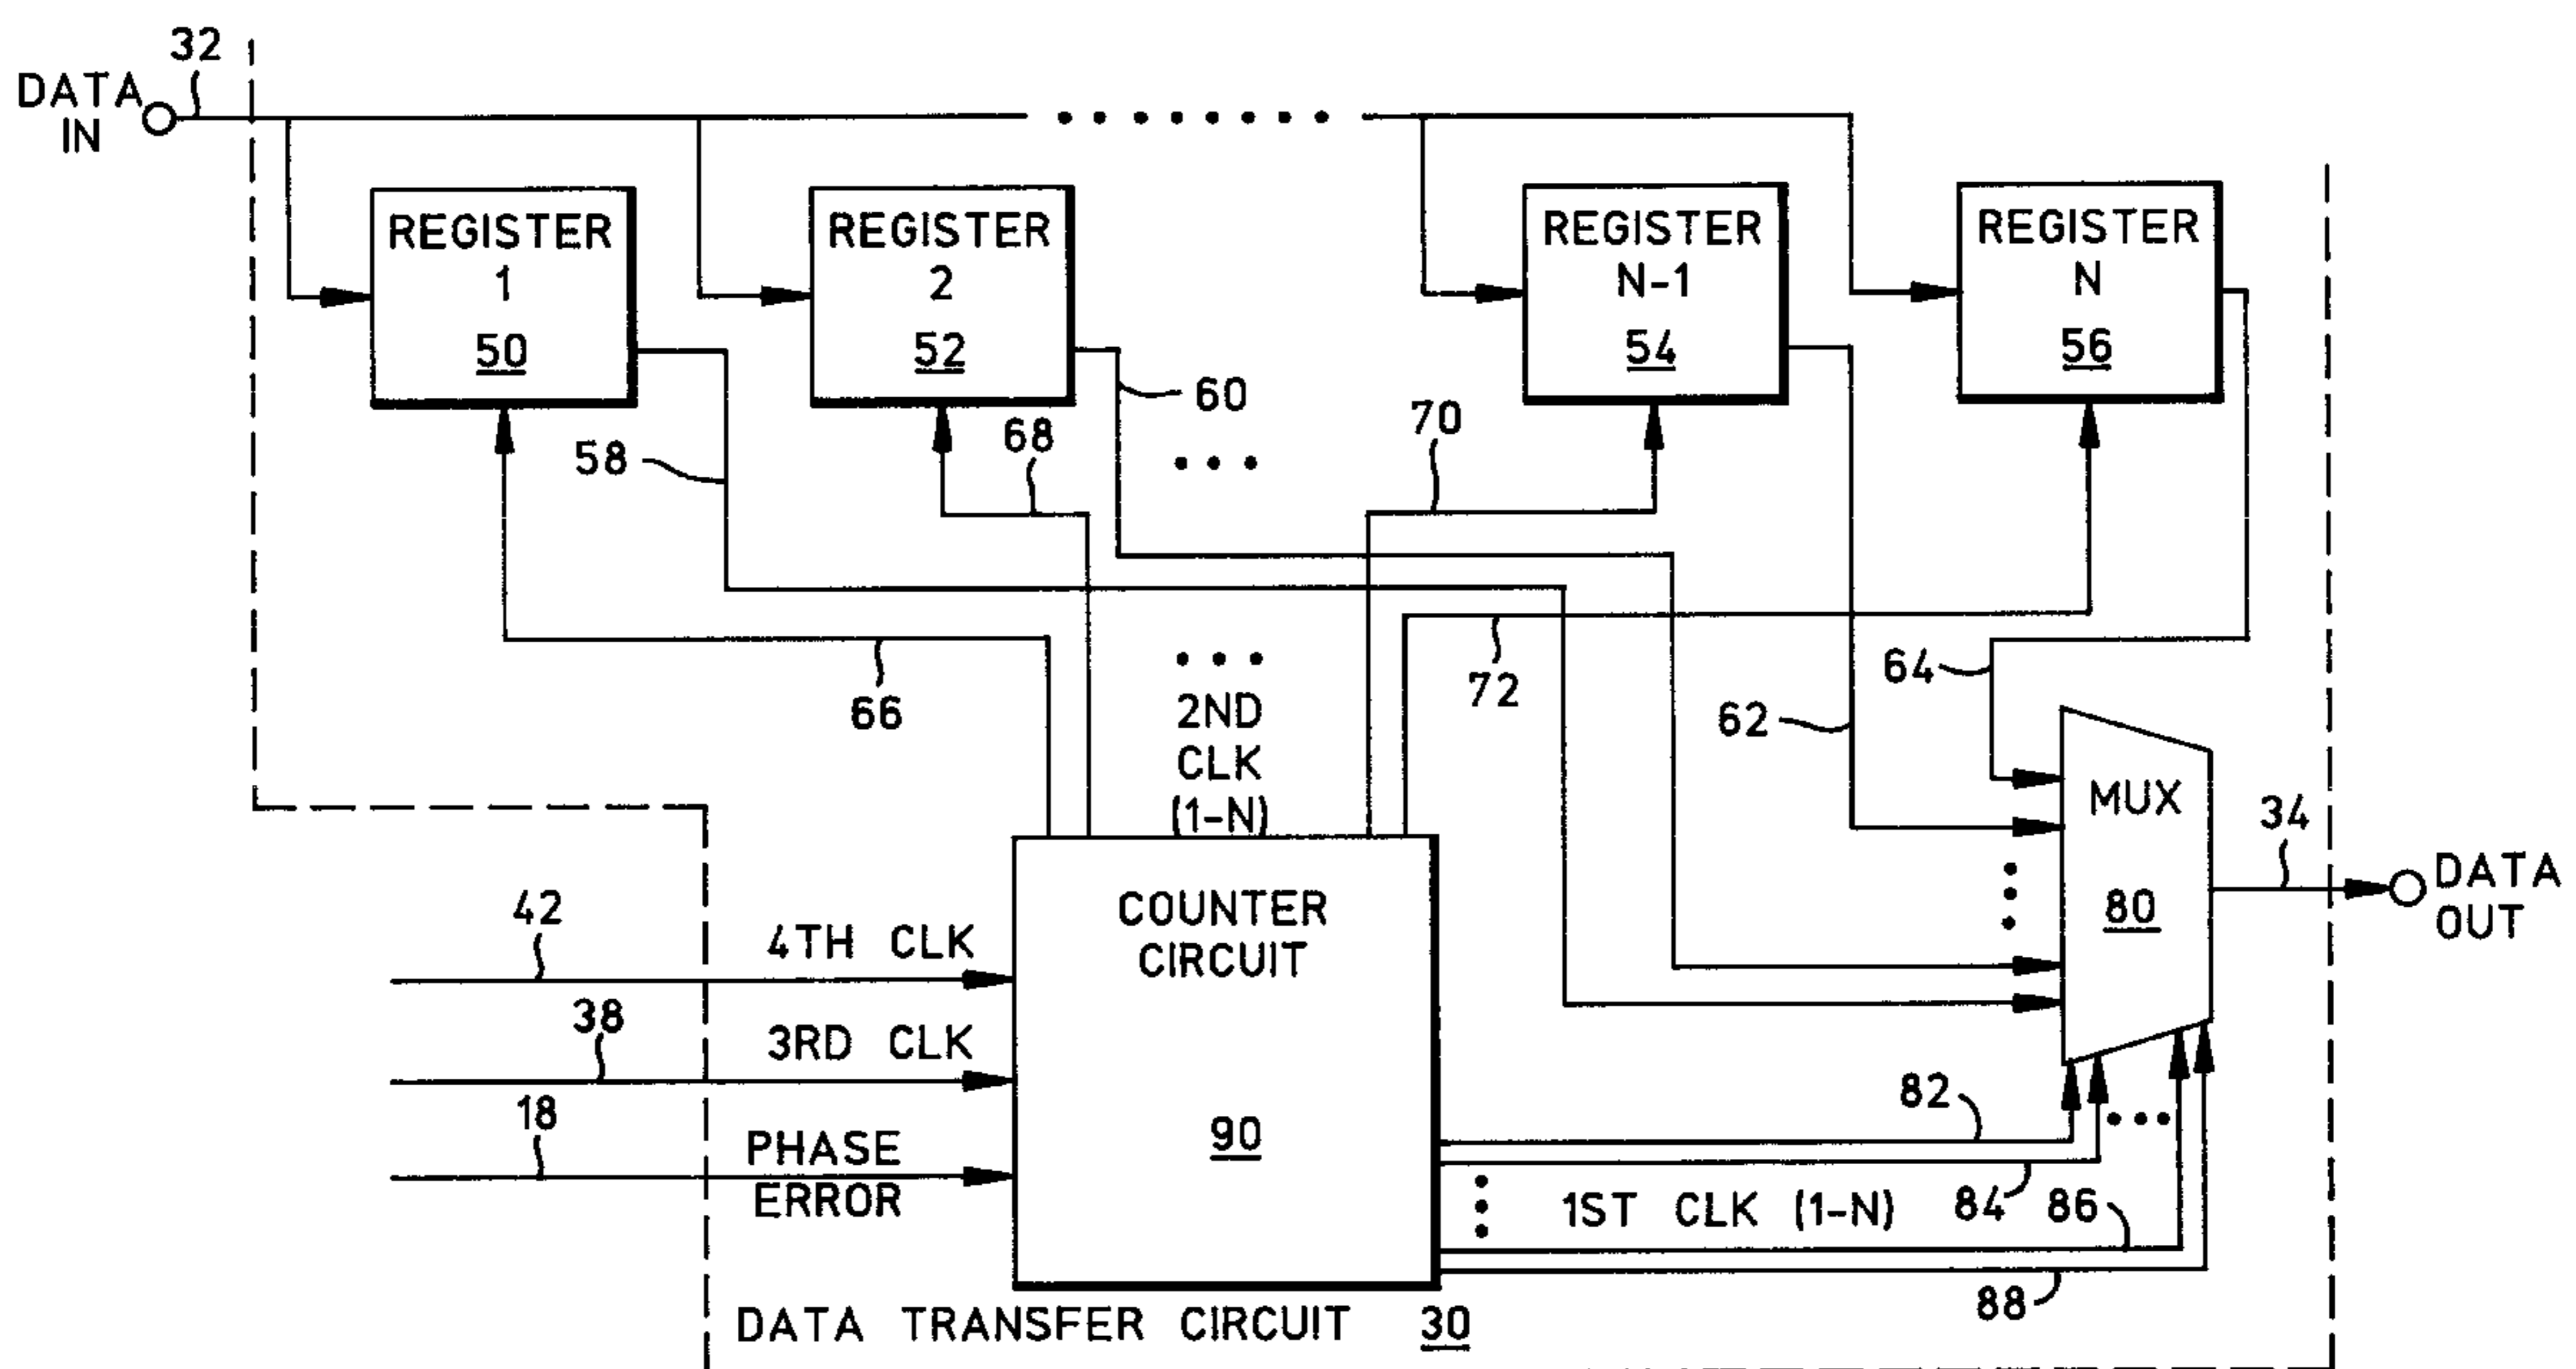 32
DATA
IN
REGISTER
1
50
REGISTER
2
52
REGISTER
N-1
54
REGISTER
N
56
58
60
68
70
66
72
62
64
2ND
CLK
(1-N)
MUX
80
34
DATA
OUT
COUNTER
CIRCUIT
90
42
4TH CLK
38
3RD CLK
18
PHASE
ERROR
82
84
1ST CLK (1-N)
86
88
DATA TRANSFER CIRCUIT 30